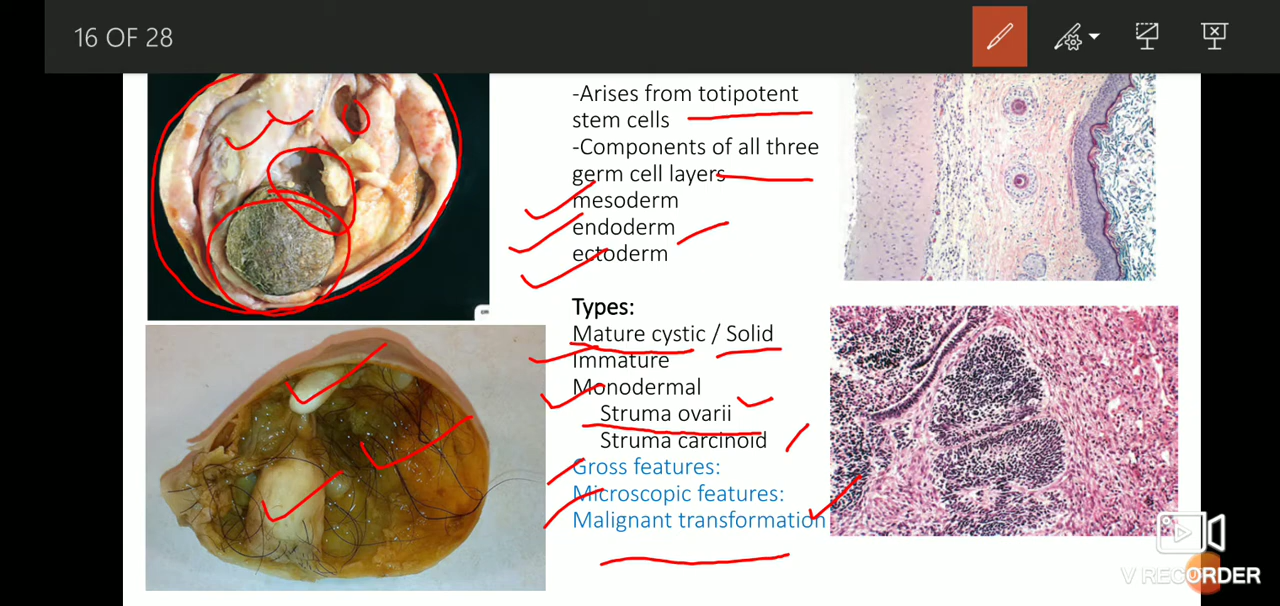 16 OF 28
-Arises from totipotent
stem cells
-Components of all three
germ cell layers
mesoderm
endoderm
ectoderm
Types:
Mature cystic / Solid
Immature
Monodermal
Struma ovarii
Struma carcinoid
Gross features:
Microscopic features:
Malignant transformation
cm
V RECORDER